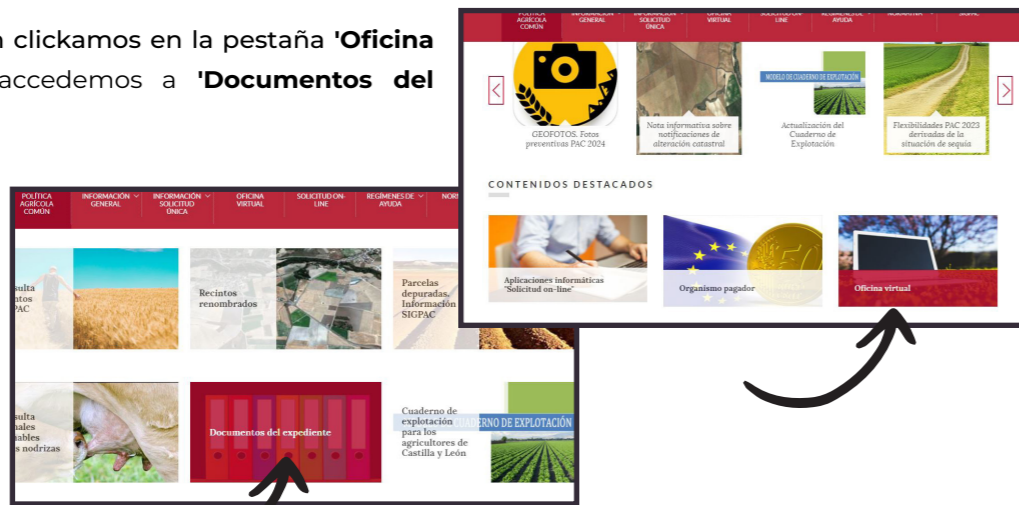 clickamos en la pestaña 'Oficina
accedemos a 'Documentos del
POLÍTICA
AGRÍCOLA
COMÚN
INFORMACIÓN
GENERAL
INFORMACIÓN
SOLICITUD
ÚNICA
OFICINA
VIRTUAL
SOLICITUD ON-
LINE
REGÍMENES DE
AYUDA
NORMATIVA
SIGPAC
GEOFOTOS. Fotos
preventivas PAC 2024
Nota informativa sobre
notificaciones de
alteración catastral
MODELO DE CUADERNO DE EXPLOTACIÓN
Actualización del
Cuaderno de
Explotación
Flexibilidades PAC 2023
derivadas de la
situación de sequía
CONTENIDOS DESTACADOS
Aplicaciones informáticas
"Solicitud on-line"
Organismo pagador
Oficina virtual
POLÍTICA
AGRÍCOLA
COMÚN
INFORMACIÓN
GENERAL
INFORMACIÓN
SOLICITUD
ÚNICA
OFICINA
VIRTUAL
SOLICITUD ON-
LINE
REGÍMENES DE
AYUDA
Recintos
renombrados
Parcelas
depuradas.
Información
SIGPAC
s nodrizas
Documentos del expediente
Cuaderno de
explotación
para los
agricultores de
Castilla y León
ERNO DE EXPLOTACIÓN